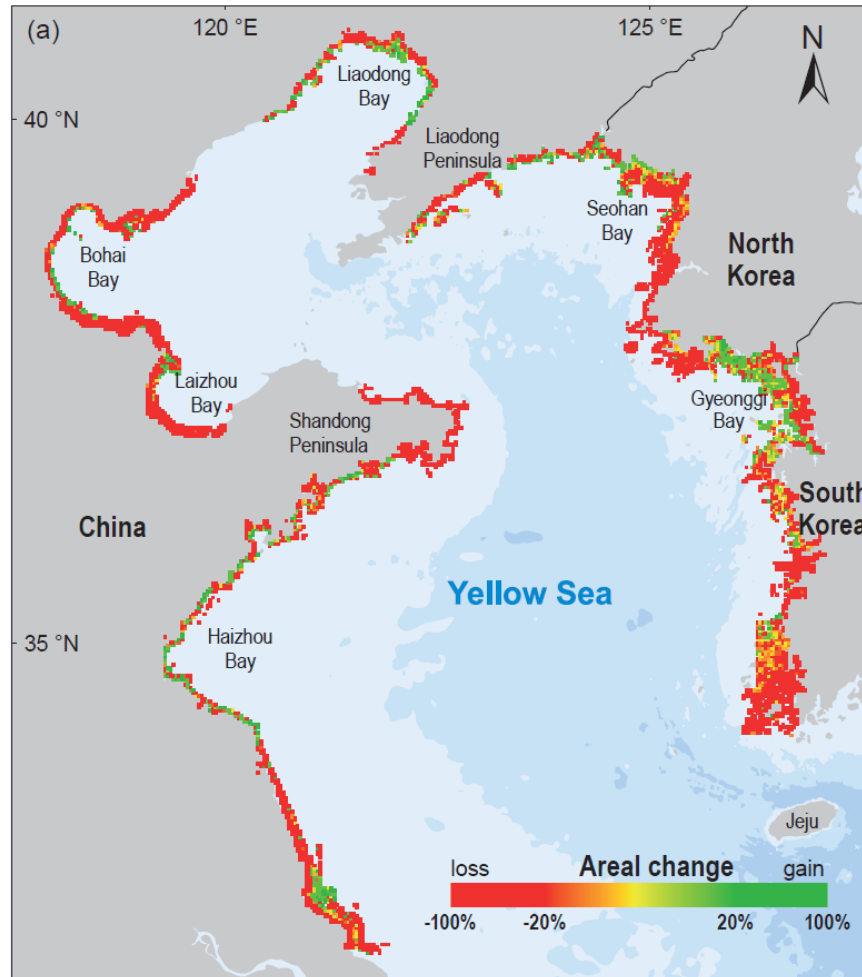 (a)
120 °E
125 °E
N
Liaodong
Bay
40 °N
Liaodong
Peninsula
Seohan
Bay
Bohai
Bay
North
Korea
Laizhou
Bay
Gyeonggi
Bay
Shandong
Peninsula
South
Korea
China
Yellow Sea
Haizhou
Bay
35 °N
Jeju
loss
Areal change
gain
-100%
-20%
20%
100%